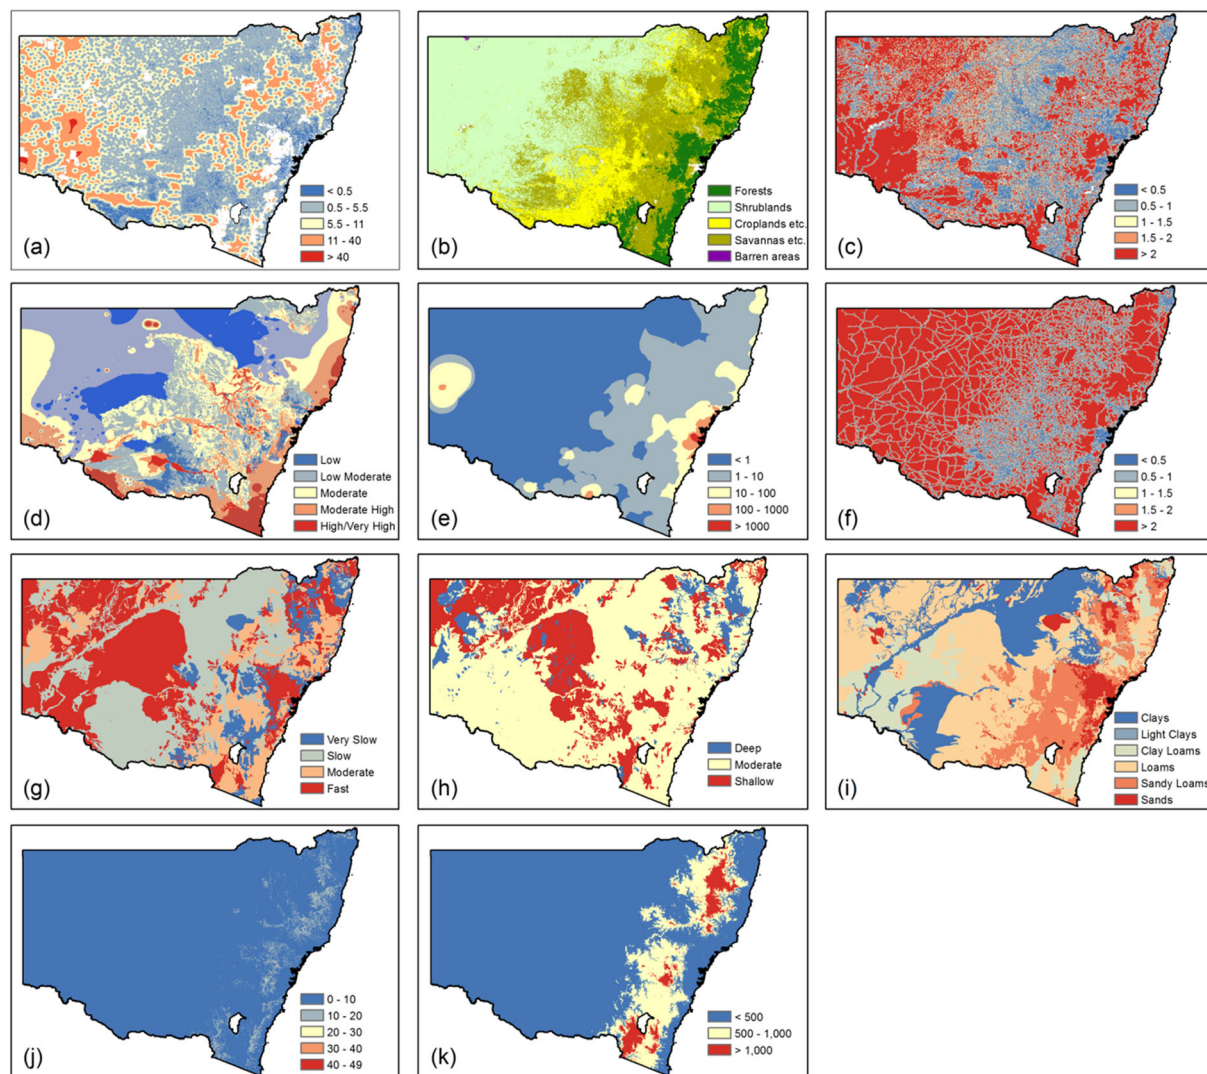 (a)
< 0.5
0.5 - 5.5
5.5 - 11
11 - 40
> 40
(b)
Forests
Shrublands
Croplands etc.
Savannas etc.
Barren areas
(c)
< 0.5
0.5 - 1
1 - 1.5
1.5 - 2
> 2
(d)
Low
Low Moderate
Moderate
Moderate High
High/Very High
(e)
< 1
1 - 10
10 - 100
100 - 1000
> 1000
(f)
< 0.5
0.5 - 1
1 - 1.5
1.5 - 2
> 2
(g)
Very Slow
Slow
Moderate
Fast
(h)
Deep
Moderate
Shallow
(i)
Clays
Light Clays
Clay Loams
Loams
Sandy Loams
Sands
(j)
0 - 10
10 - 20
20 - 30
30 - 40
40 - 49
(k)
< 500
500 - 1,000
> 1,000